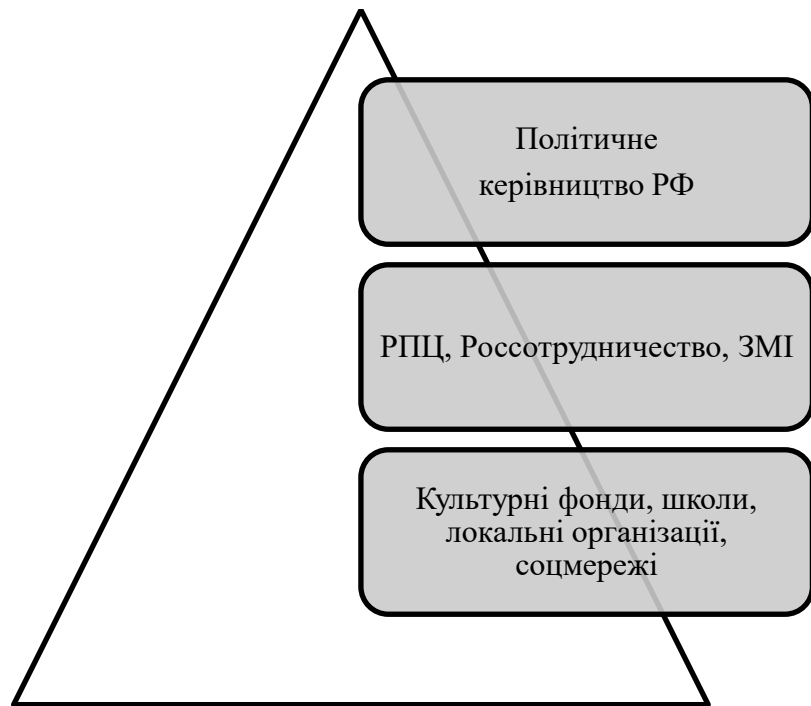 Політичне
керівництво РФ
РПЦ, Россотрудничество, ЗМІ
Культурні фонди, школи,
локальні організації,
соцмережі